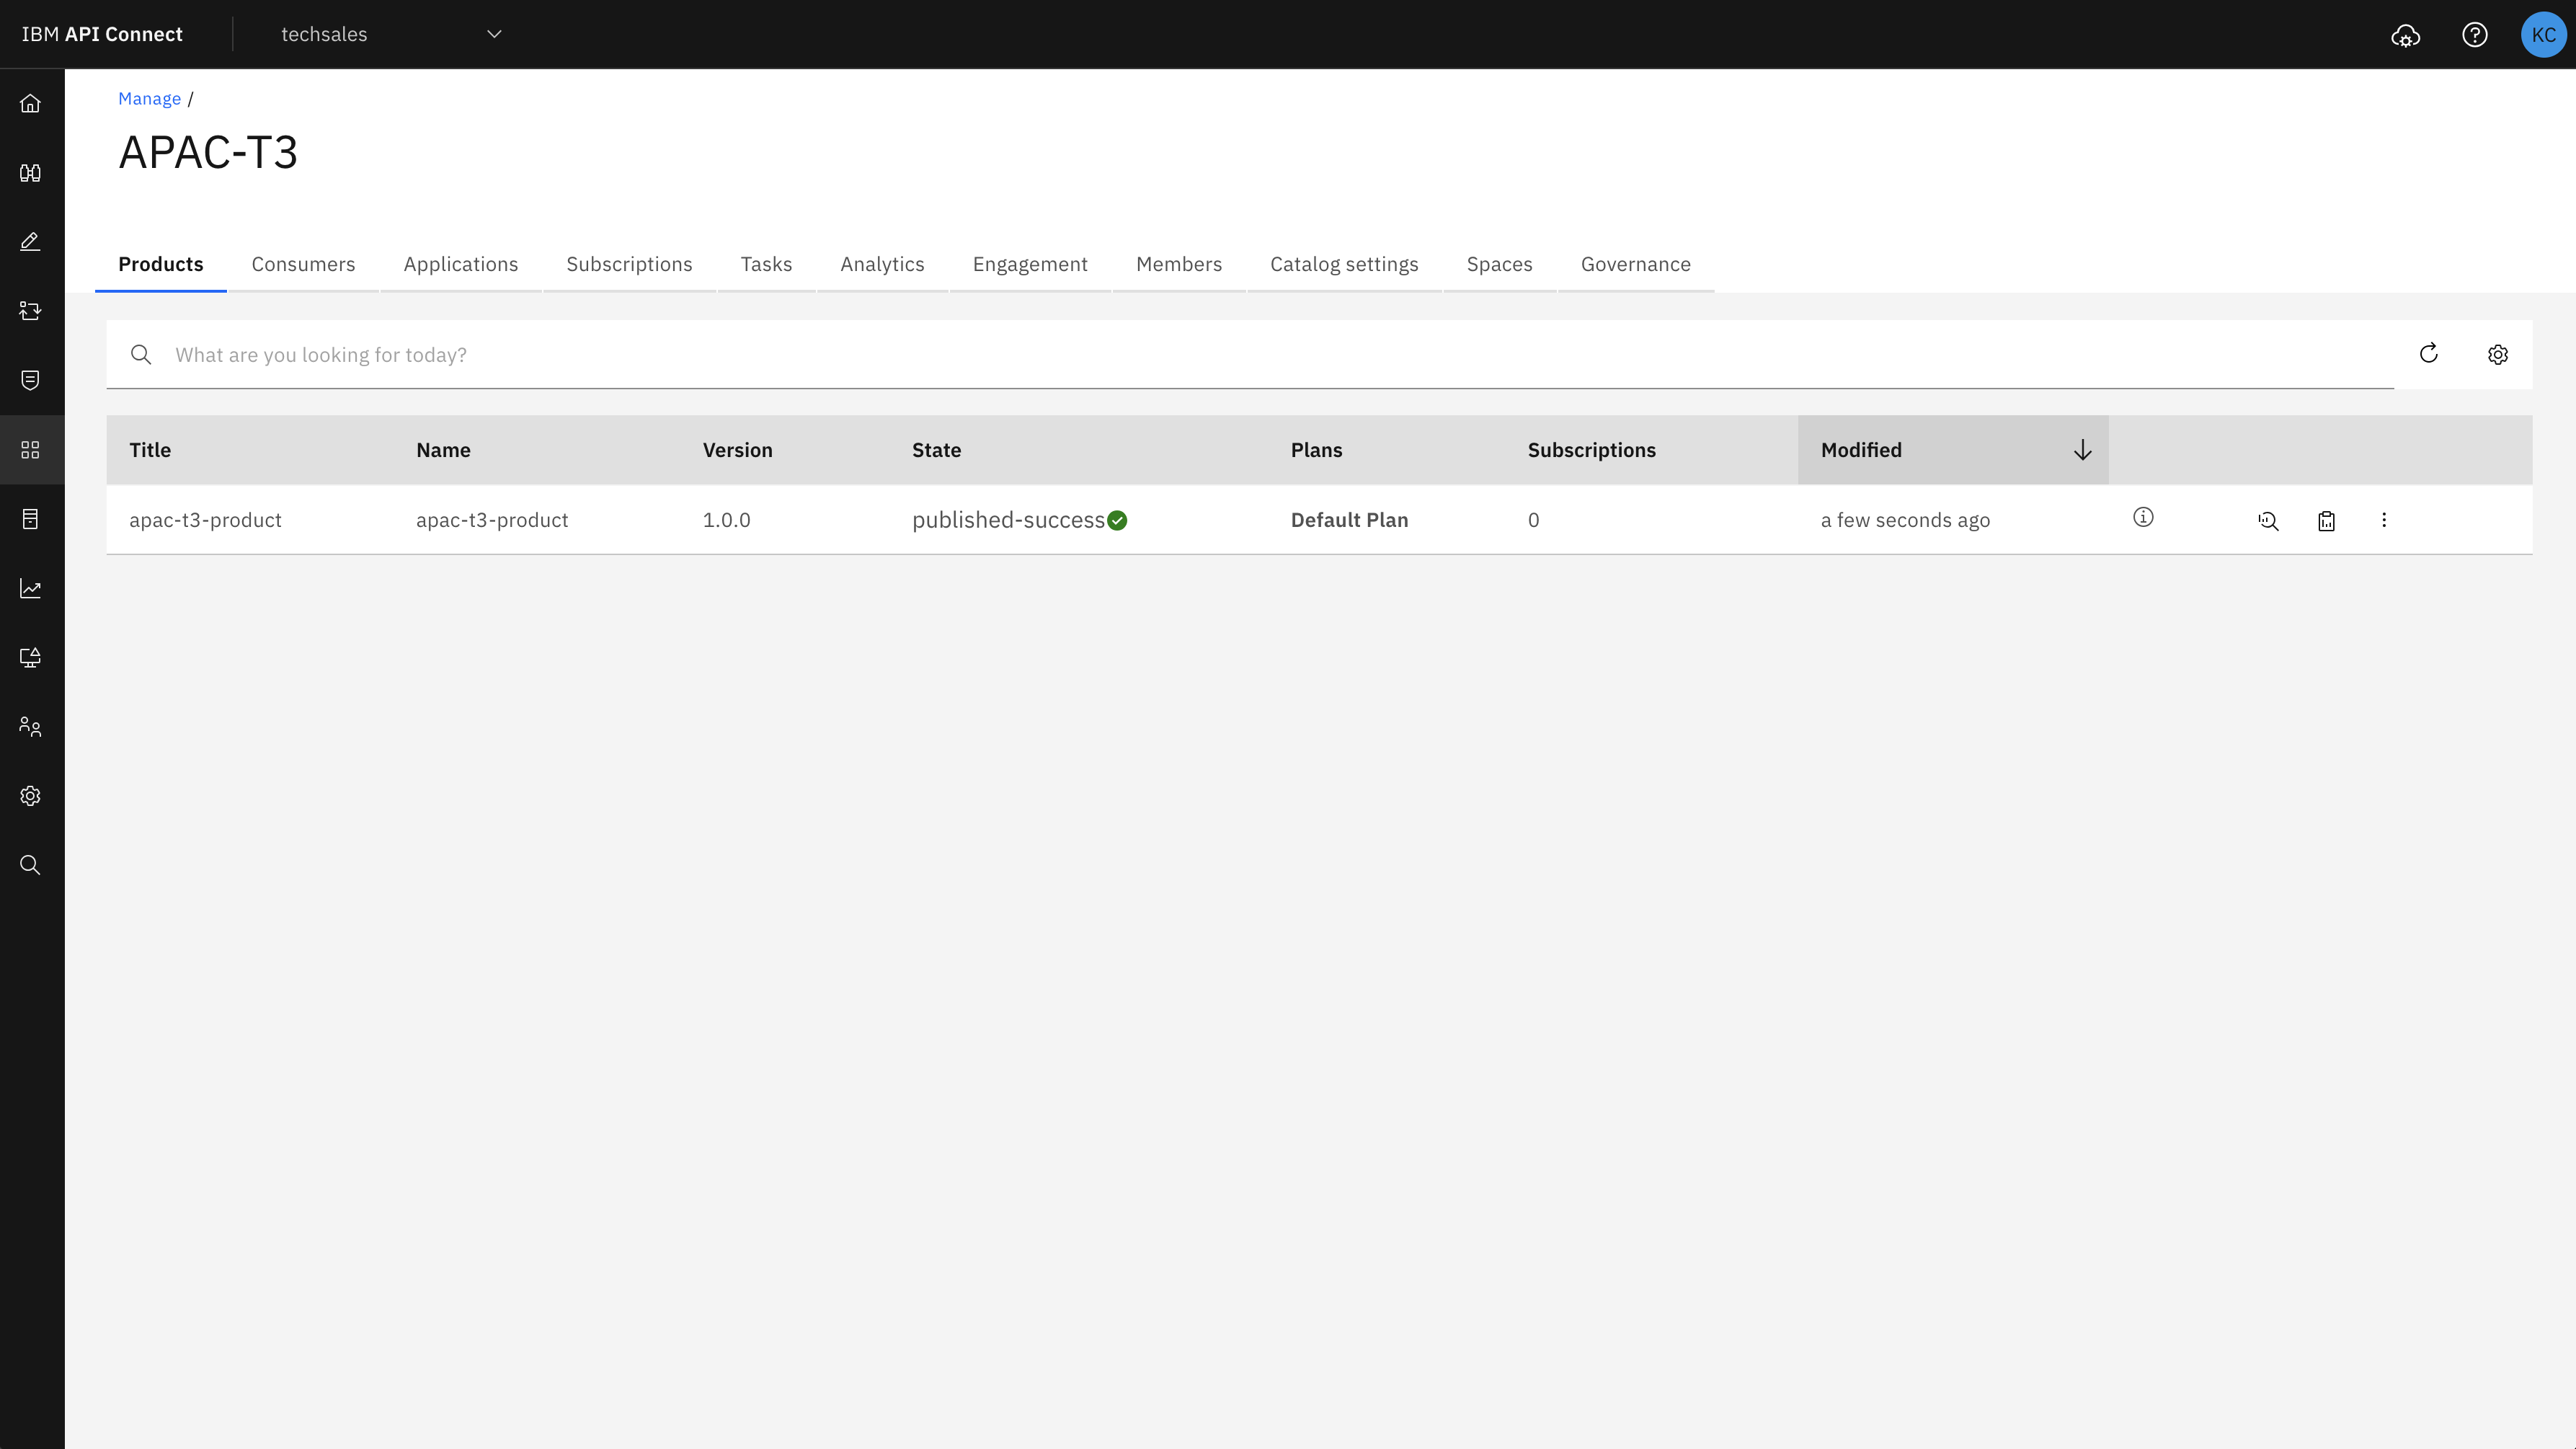 IBM API Connect
techsales
KC
Manage /
APAC-T3
Products Consumers Applications Subscriptions Tasks Analytics Engagement Members Catalog settings Spaces Governance
What are you looking for today?
Title Name Version State Plans Subscriptions Modified
apac-t3-product apac-t3-product 1.0.0 published-success Default Plan 0 a few seconds ago